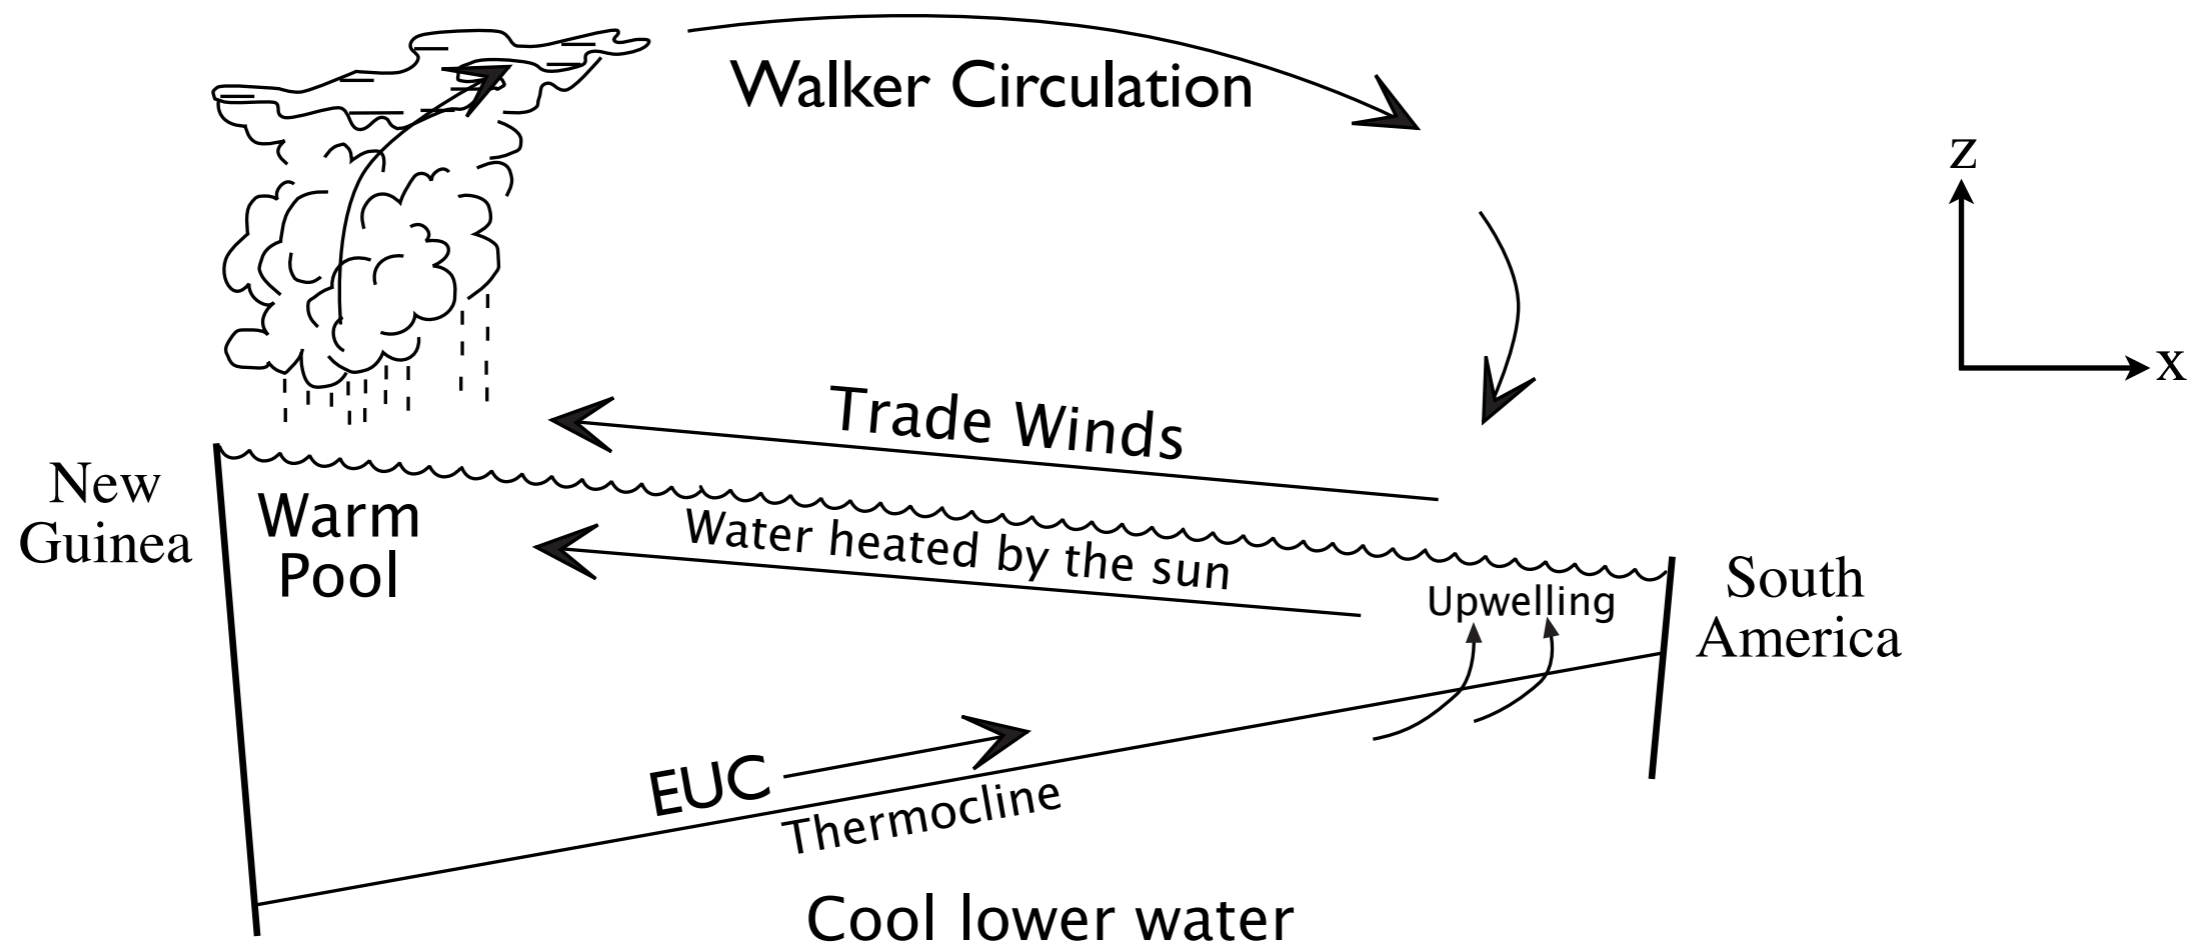 Walker Circulation
z
x
Trade Winds
New
Guinea
Warm
Pool
Water heated by the sun
Upwelling
South
America
EUC
Thermocline
Cool lower water